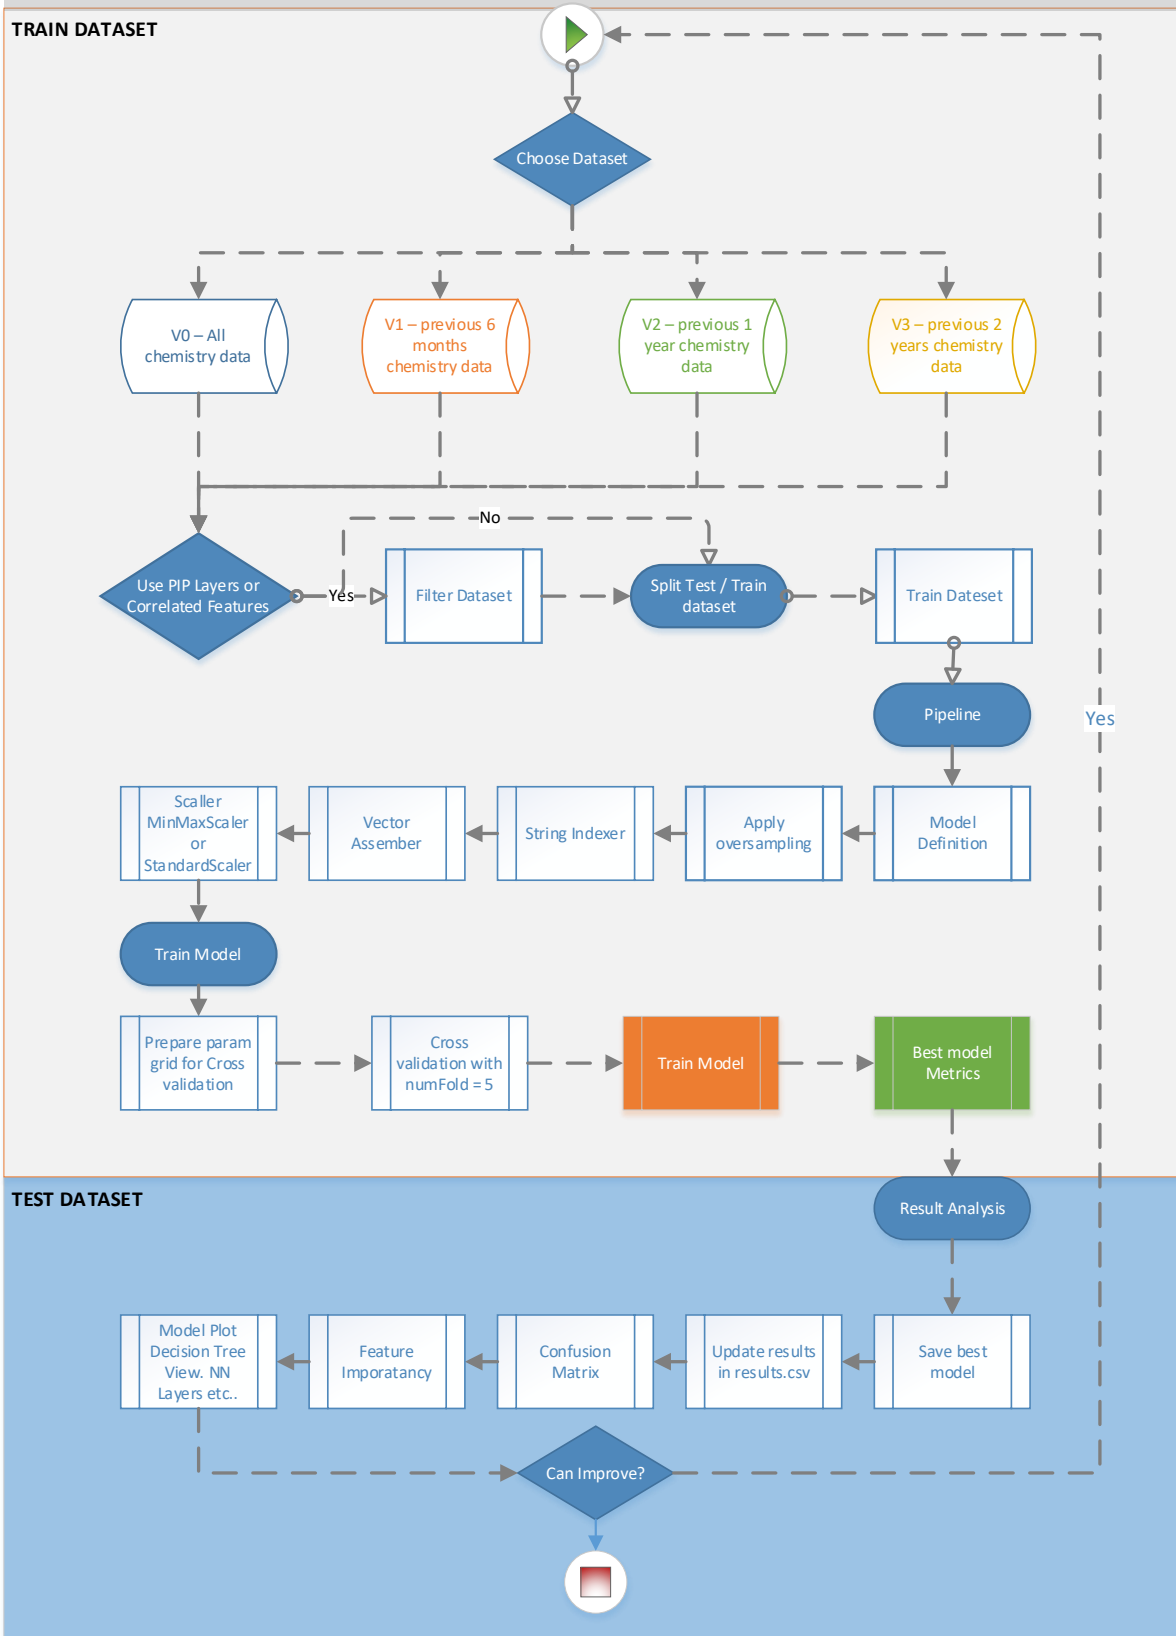 TRAIN DATASET
Choose Dataset
V0 – All
chemistry data
V1 – previous 6
months
chemistry data
V2 – previous 1
year chemistry
data
V3 – previous 2
years chemistry
data
No
Use PIP Layers or
Correlated Features
Yes
Filter Dataset
Split Test / Train
dataset
Train Dateset
Pipeline
Yes
Scaller
MinMaxScaler
or
StandardScaler
Vector
Assember
String Indexer
Apply
oversampling
Model
Definition
Train Model
Prepare param
grid for Cross
validation
Cross
validation with
numFold = 5
Train Model
Best model
Metrics
TEST DATASET
Result Analysis
Model Plot
Decision Tree
View. NN
Layers etc..
Feature
Imporatancy
Confusion
Matrix
Update results
in results.csv
Save best
model
Can Improve?